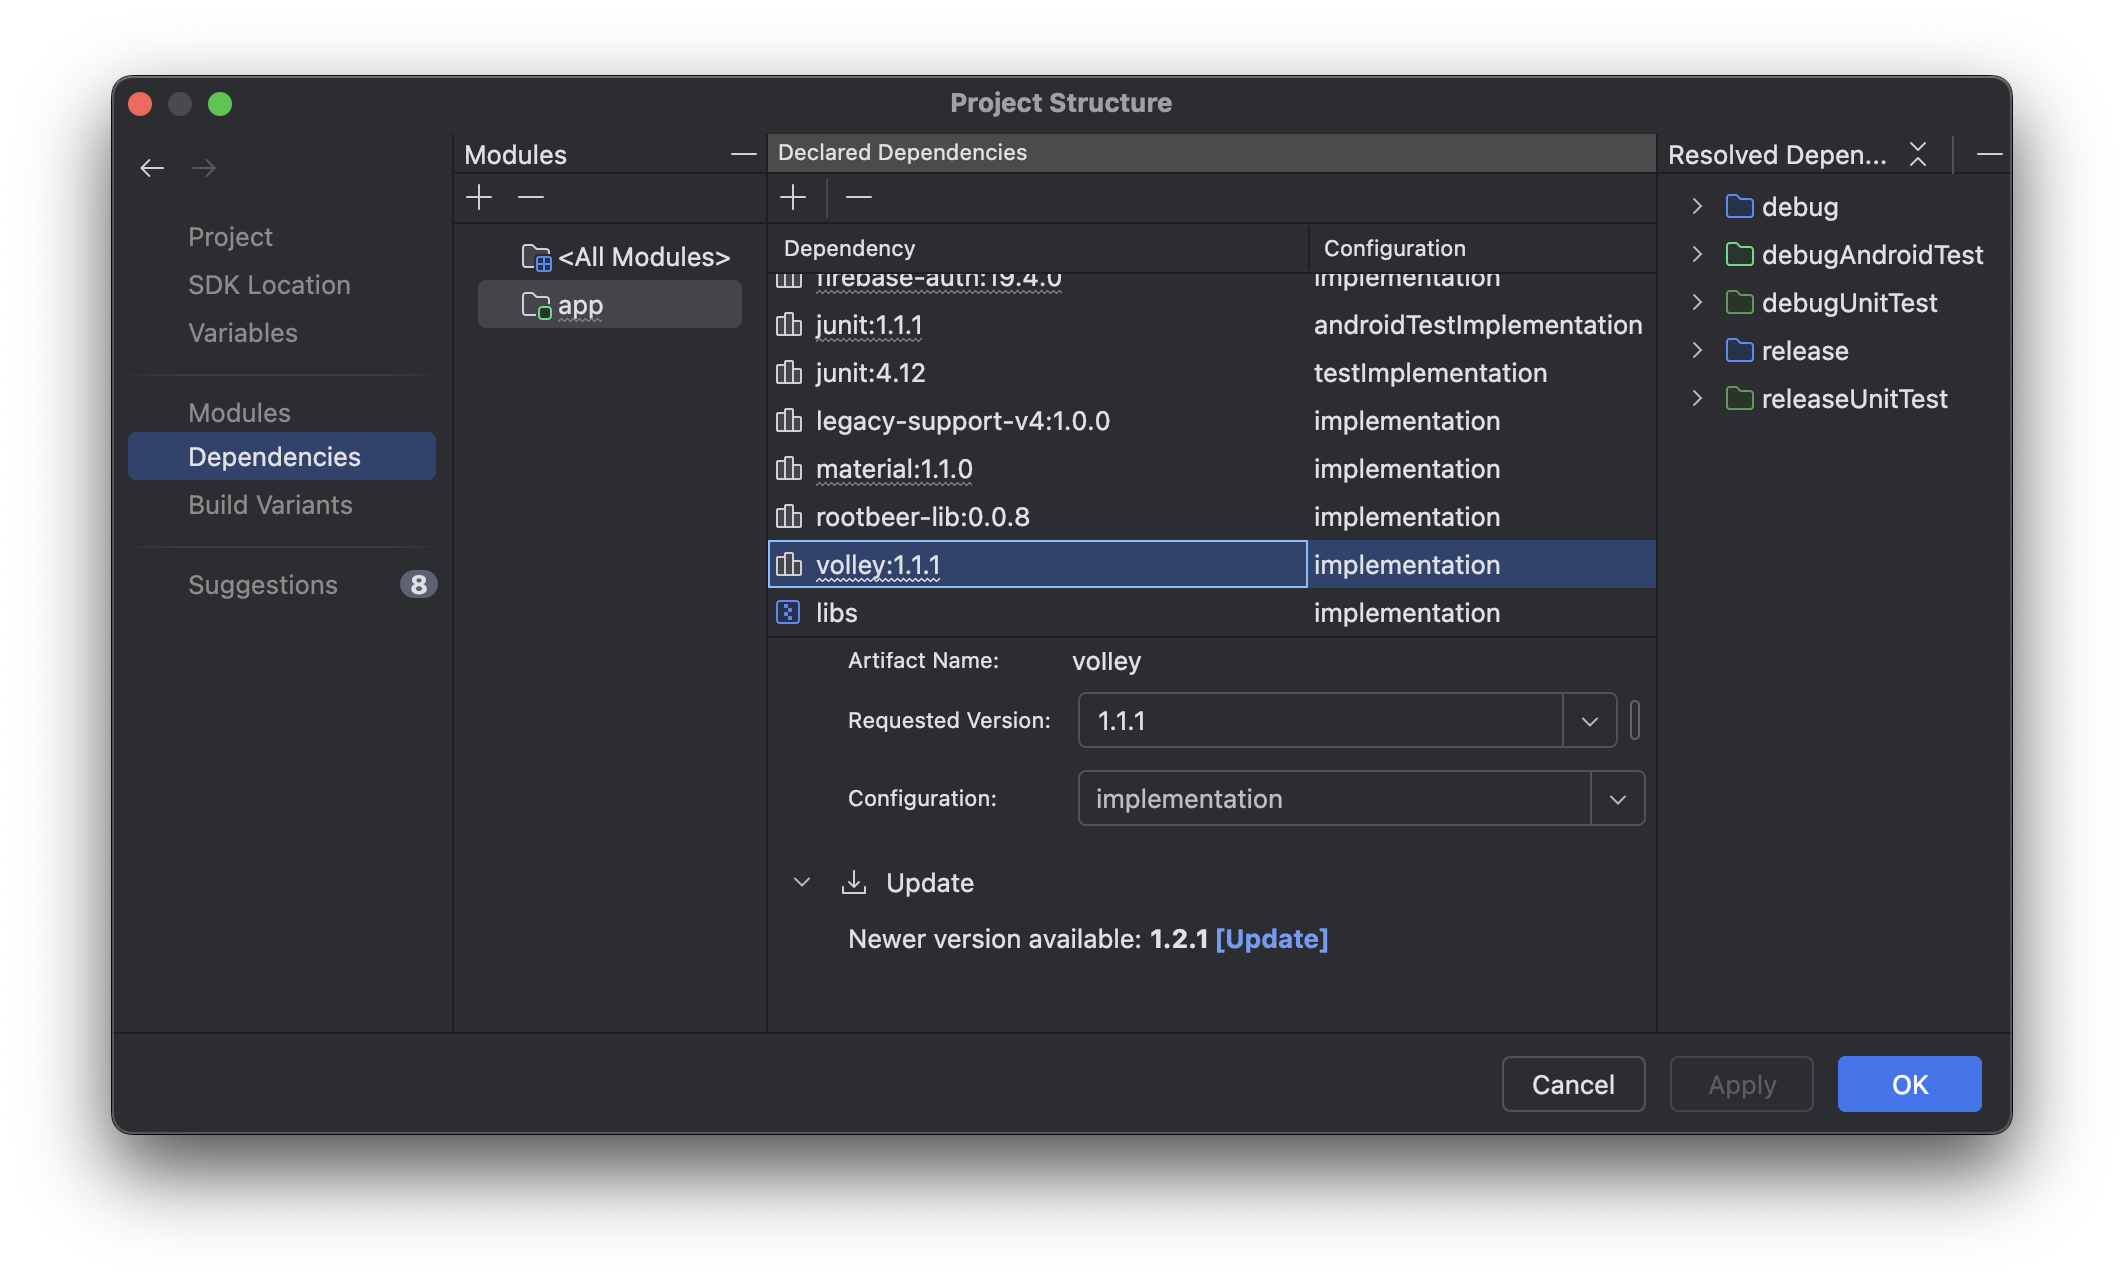 Project Structure
Project
SDK Location
Variables
Modules
Dependencies
Build Variants
Suggestions 8
Modules
<All Modules>
app
Declared Dependencies
Dependency Configuration
firebase-auth:19.4.0 implementation
junit:1.1.1 androidTestImplementation
junit:4.12 testImplementation
legacy-support-v4:1.0.0 implementation
material:1.1.0 implementation
rootbeer-lib:0.0.8 implementation
volley:1.1.1 implementation
libs implementation
Artifact Name: volley
Requested Version: 1.1.1
Configuration: implementation
Update
Newer version available: 1.2.1 [Update]
Resolved Depen...
debug
debugAndroidTest
debugUnitTest
release
releaseUnitTest
Cancel Apply OK